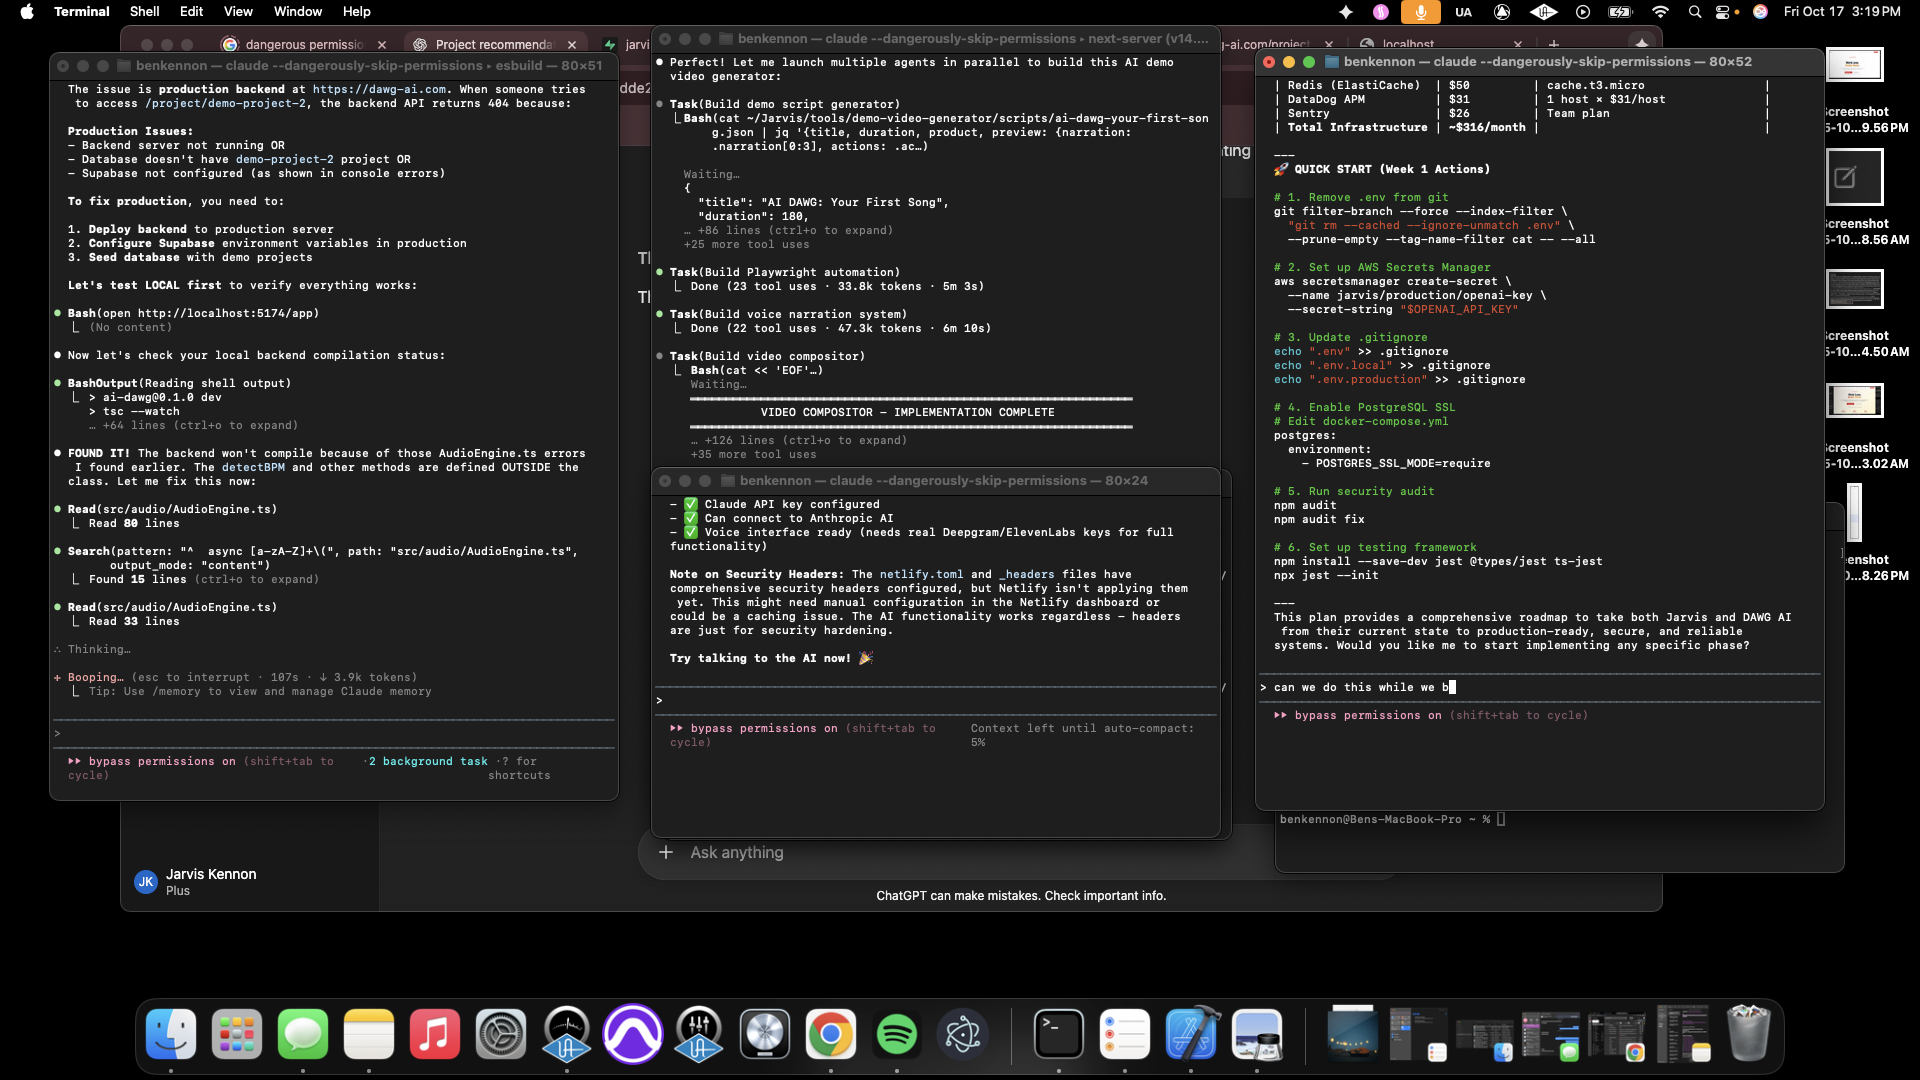 Terminal Shell Edit View Window Help
UA
Fri Oct 17 3:19 PM
dangerous permissio
Project recommenda
jarvi
g-ai.com/project
localhost
benkennon — claude --dangerously-skip-permissions ▸ esbuild — 80×51
The issue is production backend at https://dawg-ai.com. When someone tries
to access /project/demo-project-2, the backend API returns 404 because:
Production Issues:
- Backend server not running OR
- Database doesn't have demo-project-2 project OR
- Supabase not configured (as shown in console errors)
To fix production, you need to:
1. Deploy backend to production server
2. Configure Supabase environment variables in production
3. Seed database with demo projects
Let's test LOCAL first to verify everything works:
Bash(open http://localhost:5174/app)
(No content)
Now let's check your local backend compilation status:
BashOutput(Reading shell output)
> ai-dawg@0.1.0 dev
> tsc --watch
… +64 lines (ctrl+o to expand)
FOUND IT! The backend won't compile because of those AudioEngine.ts errors
I found earlier. The detectBPM and other methods are defined OUTSIDE the
class. Let me fix this now:
Read(src/audio/AudioEngine.ts)
Read 80 lines
Search(pattern: "^  async [a-zA-Z]+\(", path: "src/audio/AudioEngine.ts",
output_mode: "content")
Found 15 lines (ctrl+o to expand)
Read(src/audio/AudioEngine.ts)
Read 33 lines
∴ Thinking…
+ Booping… (esc to interrupt · 107s · ↓ 3.9k tokens)
Tip: Use /memory to view and manage Claude memory
>
▸▸ bypass permissions on (shift+tab to cycle) · 2 background task · ? for shortcuts
dde2
Th
Th
ting
benkennon — claude --dangerously-skip-permissions ▸ next-server (v14....
Perfect! Let me launch multiple agents in parallel to build this AI demo
video generator:
Task(Build demo script generator)
Bash(cat ~/Jarvis/tools/demo-video-generator/scripts/ai-dawg-your-first-son
g.json | jq '{title, duration, product, preview: {narration:
.narration[0:3], actions: .ac…)
Waiting…
{
"title": "AI DAWG: Your First Song",
"duration": 180,
… +86 lines (ctrl+o to expand)
+25 more tool uses
Task(Build Playwright automation)
Done (23 tool uses · 33.8k tokens · 5m 3s)
Task(Build voice narration system)
Done (22 tool uses · 47.3k tokens · 6m 10s)
Task(Build video compositor)
Bash(cat << 'EOF'…)
Waiting…
VIDEO COMPOSITOR - IMPLEMENTATION COMPLETE
… +126 lines (ctrl+o to expand)
+35 more tool uses
benkennon — claude --dangerously-skip-permissions — 80×24
- ✅ Claude API key configured
- ✅ Can connect to Anthropic AI
- ✅ Voice interface ready (needs real Deepgram/ElevenLabs keys for full
functionality)
Note on Security Headers: The netlify.toml and _headers files have
comprehensive security headers configured, but Netlify isn't applying them
yet. This might need manual configuration in the Netlify dashboard or
could be a caching issue. The AI functionality works regardless - headers
are just for security hardening.
Try talking to the AI now! 🎉
>
▸▸ bypass permissions on (shift+tab to cycle) Context left until auto-compact: 5%
benkennon — claude --dangerously-skip-permissions — 80×52
| Redis (ElastiCache) | $50 | cache.t3.micro |
| DataDog APM | $31 | 1 host × $31/host |
| Sentry | $26 | Team plan |
| Total Infrastructure | ~$316/month | |
---
🚀 QUICK START (Week 1 Actions)
# 1. Remove .env from git
git filter-branch --force --index-filter \
"git rm --cached --ignore-unmatch .env" \
--prune-empty --tag-name-filter cat -- --all
# 2. Set up AWS Secrets Manager
aws secretsmanager create-secret \
--name jarvis/production/openai-key \
--secret-string "$OPENAI_API_KEY"
# 3. Update .gitignore
echo ".env" >> .gitignore
echo ".env.local" >> .gitignore
echo ".env.production" >> .gitignore
# 4. Enable PostgreSQL SSL
# Edit docker-compose.yml
postgres:
environment:
- POSTGRES_SSL_MODE=require
# 5. Run security audit
npm audit
npm audit fix
# 6. Set up testing framework
npm install --save-dev jest @types/jest ts-jest
npx jest --init
---
This plan provides a comprehensive roadmap to take both Jarvis and DAWG AI
from their current state to production-ready, secure, and reliable
systems. Would you like me to start implementing any specific phase?
> can we do this while we b
▸▸ bypass permissions on (shift+tab to cycle)
benkennon@Bens-MacBook-Pro ~ %
Screenshot
5-10...9.56 PM
Screenshot
5-10...8.56 AM
Screenshot
5-10...4.50 AM
Screenshot
5-10...3.02 AM
eenshot
0...8.26 PM
JK
Jarvis Kennon
Plus
Ask anything
ChatGPT can make mistakes. Check important info.